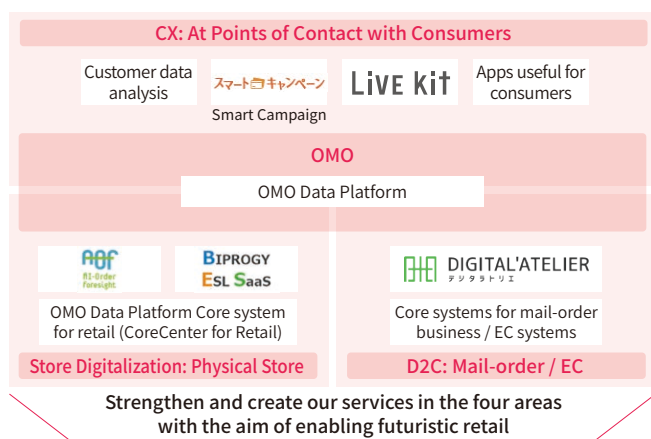 CX: At Points of Contact with Consumers
Customer data
analysis
スマートキャンペーン
Smart Campaign
LiVE kit
Apps useful for
consumers
OMO
OMO Data Platform
AOF
AI-Order
Foresight
BIPROGY
ESL SAAS
OMO Data Platform Core system
for retail (CoreCenter for Retail)
Store Digitalization: Physical Store
DIGITAL'ATELIER
デジタラトリエ
Core systems for mail-order
business / EC systems
D2C: Mail-order / EC
Strengthen and create our services in the four areas
with the aim of enabling futuristic retail